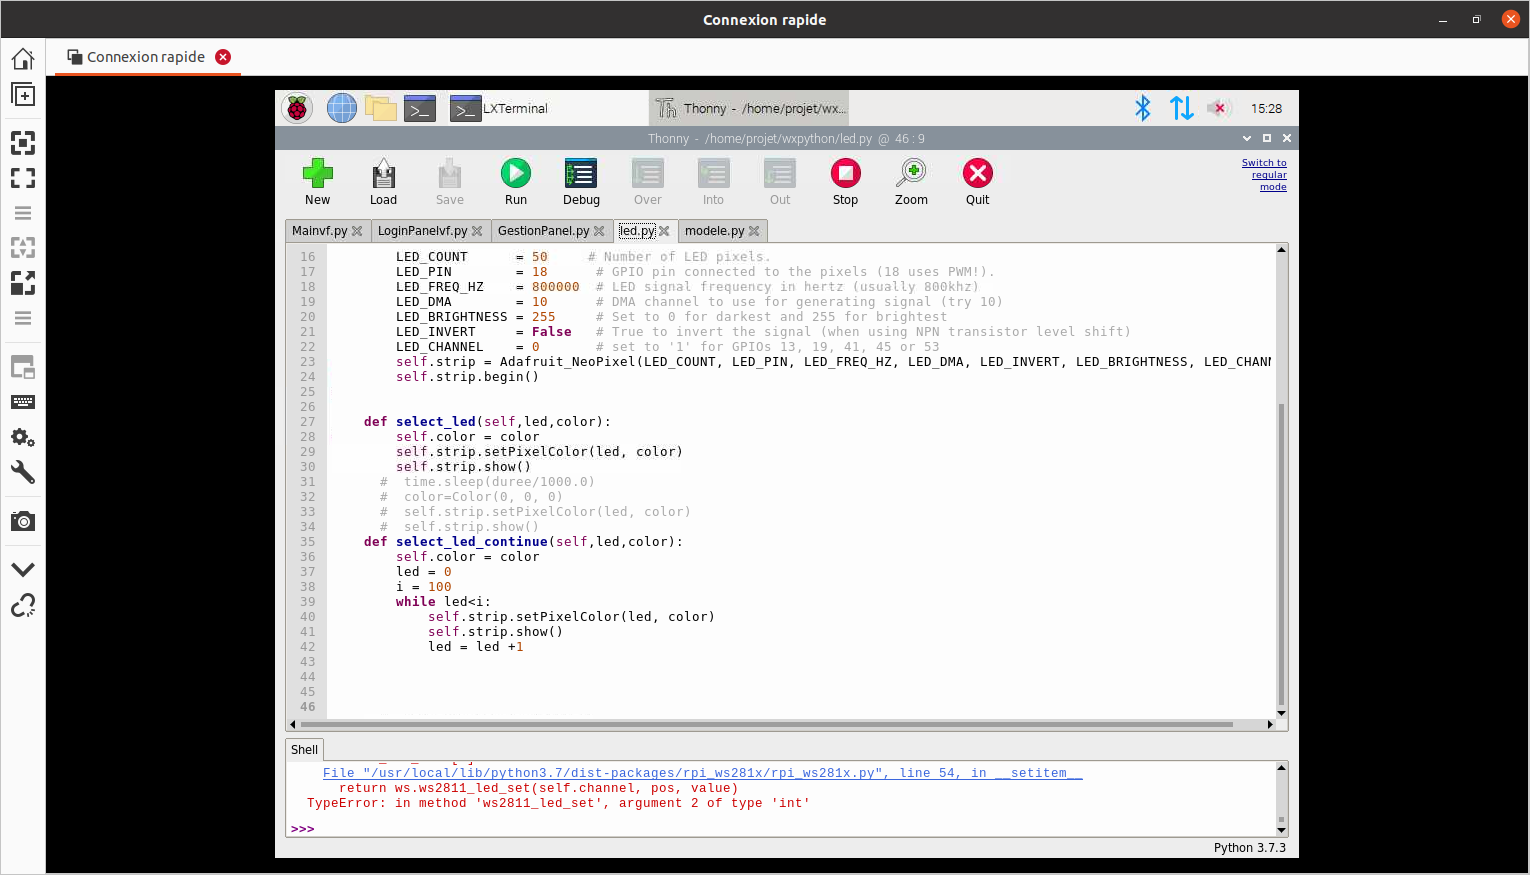 Connexion rapide
Connexion rapide
LXTerminal
Thonny - /home/projet/wx...
15:28
Thonny - /home/projet/wxpython/led.py @ 46 : 9
New
Load
Save
Run
Debug
Over
Into
Out
Stop
Zoom
Quit
Switch to
regular
mode
Mainvf.py
LoginPanelvf.py
GestionPanel.py
led.py
modele.py
16 LED_COUNT = 50 # Number of LED pixels.
17 LED_PIN = 18 # GPIO pin connected to the pixels (18 uses PWM!).
18 LED_FREQ_HZ = 800000 # LED signal frequency in hertz (usually 800khz)
19 LED_DMA = 10 # DMA channel to use for generating signal (try 10)
20 LED_BRIGHTNESS = 255 # Set to 0 for darkest and 255 for brightest
21 LED_INVERT = False # True to invert the signal (when using NPN transistor level shift)
22 LED_CHANNEL = 0 # set to '1' for GPIOs 13, 19, 41, 45 or 53
23 self.strip = Adafruit_NeoPixel(LED_COUNT, LED_PIN, LED_FREQ_HZ, LED_DMA, LED_INVERT, LED_BRIGHTNESS, LED_CHANN
24 self.strip.begin()
25
26
27 def select_led(self,led,color):
28 self.color = color
29 self.strip.setPixelColor(led, color)
30 self.strip.show()
31 # time.sleep(duree/1000.0)
32 # color=Color(0, 0, 0)
33 # self.strip.setPixelColor(led, color)
34 # self.strip.show()
35 def select_led_continue(self,led,color):
36 self.color = color
37 led = 0
38 i = 100
39 while led<i:
40 self.strip.setPixelColor(led, color)
41 self.strip.show()
42 led = led +1
43
44
45
46
Shell
File "/usr/local/lib/python3.7/dist-packages/rpi_ws281x/rpi_ws281x.py", line 54, in __setitem__
return ws.ws2811_led_set(self.channel, pos, value)
TypeError: in method 'ws2811_led_set', argument 2 of type 'int'
>>>
Python 3.7.3